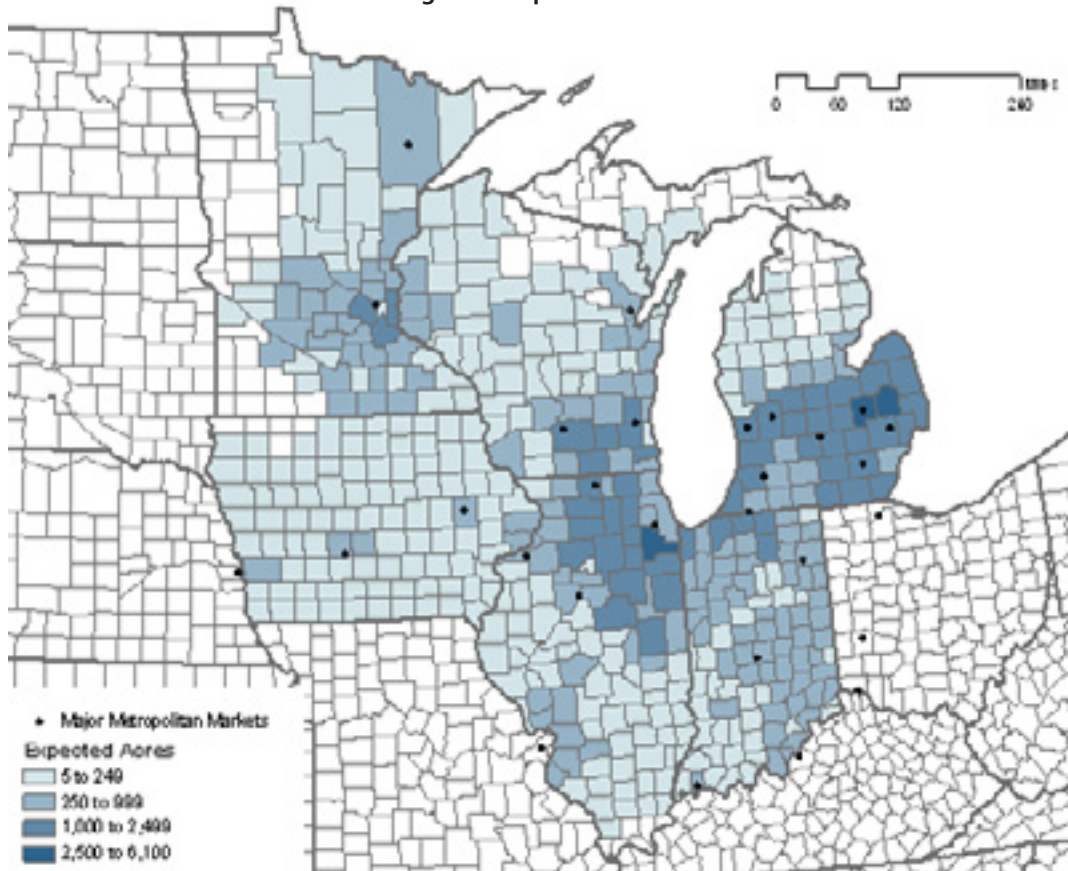 0 60 120 240
Major Metropolitan Markets
Expected Acres
5 to 249
250 to 999
1,000 to 2,499
2,500 to 6,100